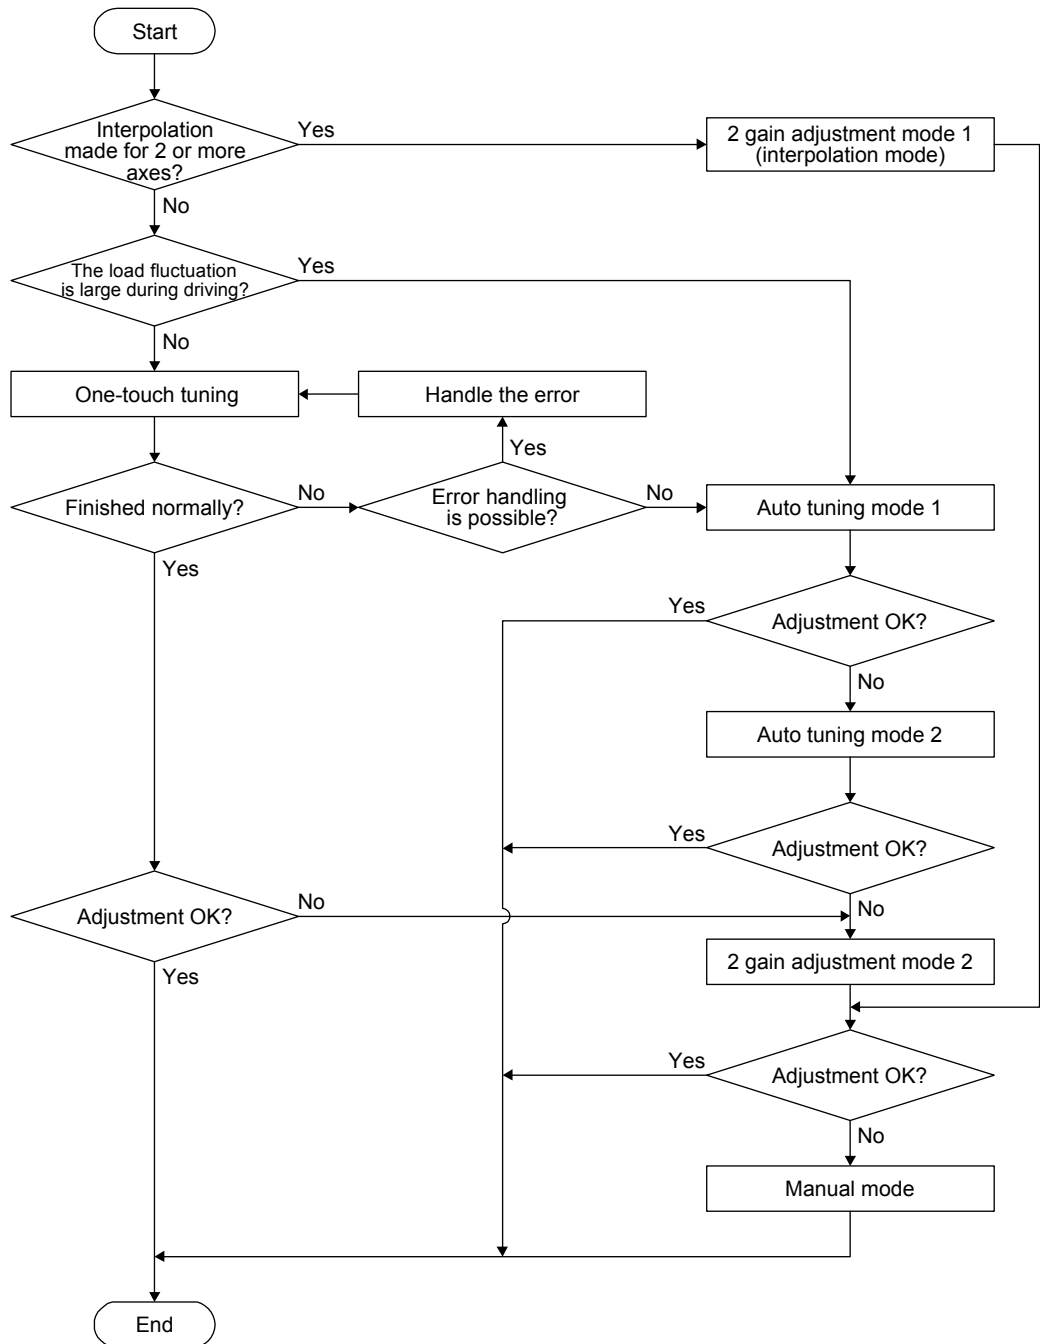 Start
Interpolation
made for 2 or more
axes?
Yes
2 gain adjustment mode 1
(interpolation mode)
No
The load fluctuation
is large during driving?
Yes
No
One-touch tuning
Handle the error
Yes
Finished normally?
No
Error handling
is possible?
No
Auto tuning mode 1
Yes
Yes
Adjustment OK?
No
Auto tuning mode 2
Yes
Adjustment OK?
No
Adjustment OK?
No
Yes
2 gain adjustment mode 2
Yes
Adjustment OK?
No
Manual mode
End